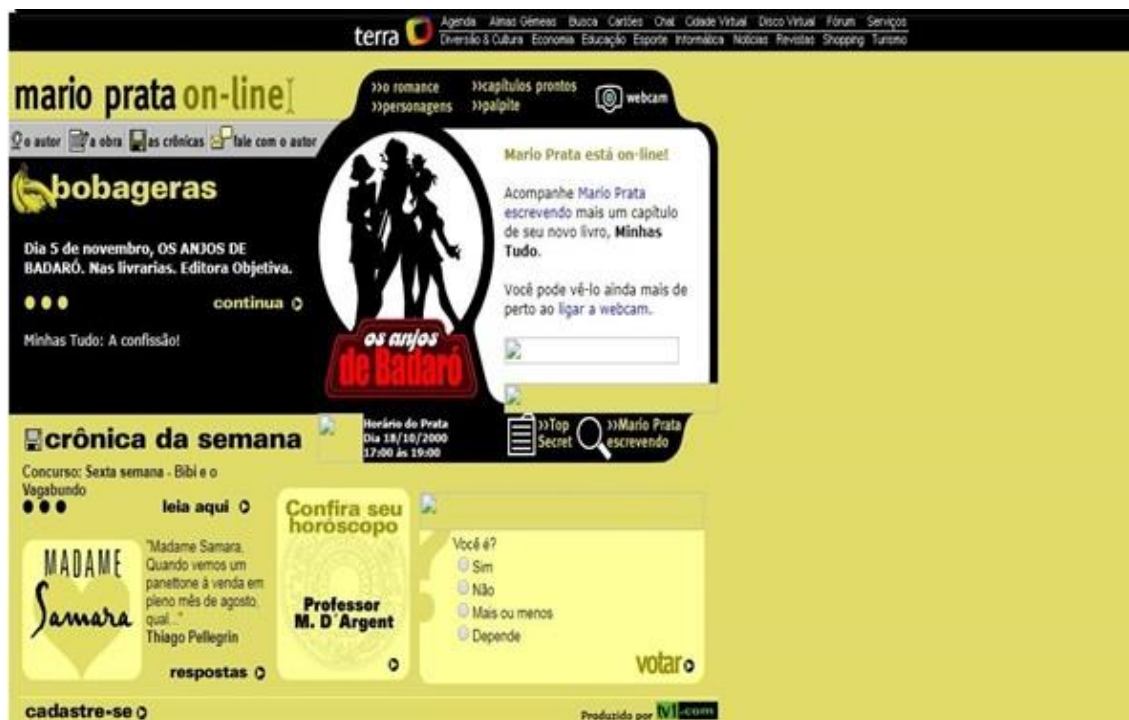 terra
Agenda Almas Gêmeas Busca Cartões Chat Cidade Virtual Disco Virtual Fórum Serviços
Diversão & Cultura Economia Educação Esporte Informática Notícias Revistas Shopping Turismo
mario prata on-line
>>o romance >>capítulos prontos
>>personagens >>palpite
webcam
o autor a obra as crônicas fale com o autor
bobageras
Dia 5 de novembro, OS ANJOS DE
BADARÓ. Nas livrarias. Editora Objetiva.
continua
Minhas Tudo: A confissão!
os anjos
de Badaró
Mario Prata está on-line!
Acompanhe Mario Prata
escrevendo mais um capítulo
de seu novo livro, Minhas
Tudo.
Você pode vê-lo ainda mais de
perto ao ligar a webcam.
Horário do Prata
Dia 18/10/2000
17:00 às 19:00
>>Top
Secret
>>Mario Prata
escrevendo
crônica da semana
Concurso: Sexta semana - Bibi e o
Vagabundo
leia aqui
MADAME
Samara
"Madame Samara,
Quando vemos um
panettone à venda em
pleno mês de agosto,
qual..."
Thiago Pellegrin
respostas
Confira seu
horóscopo
Professor
M. D´Argent
Você é?
Sim
Não
Mais ou menos
Depende
votar
cadastre-se
Produzido por tv1.com